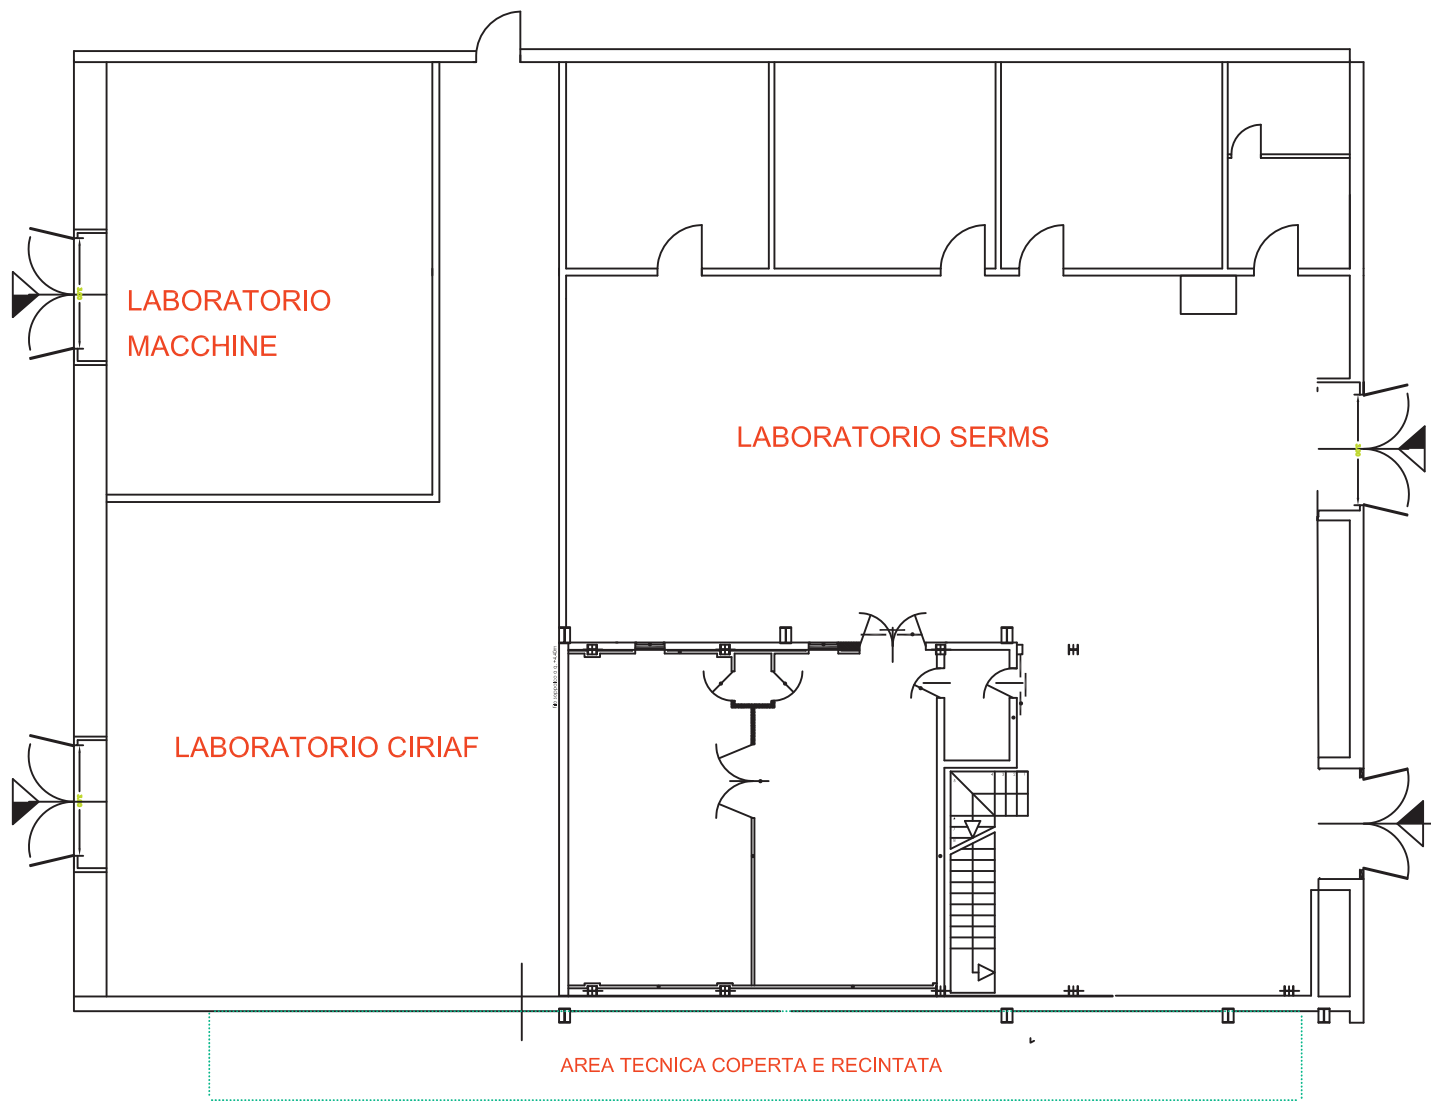 LABORATORIO
MACCHINE
LABORATORIO SERMS
LABORATORIO CIRIAF
AREA TECNICA COPERTA E RECINTATA